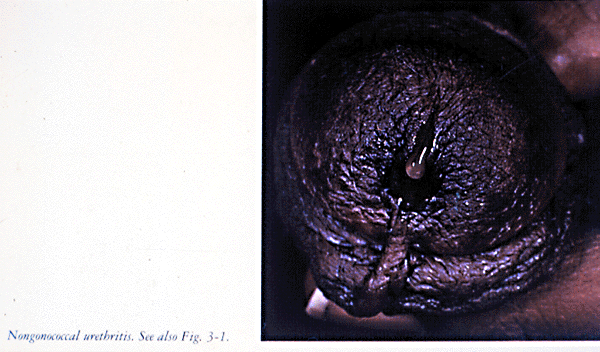 Nongonococcal urethritis. See also Fig. 3-1.